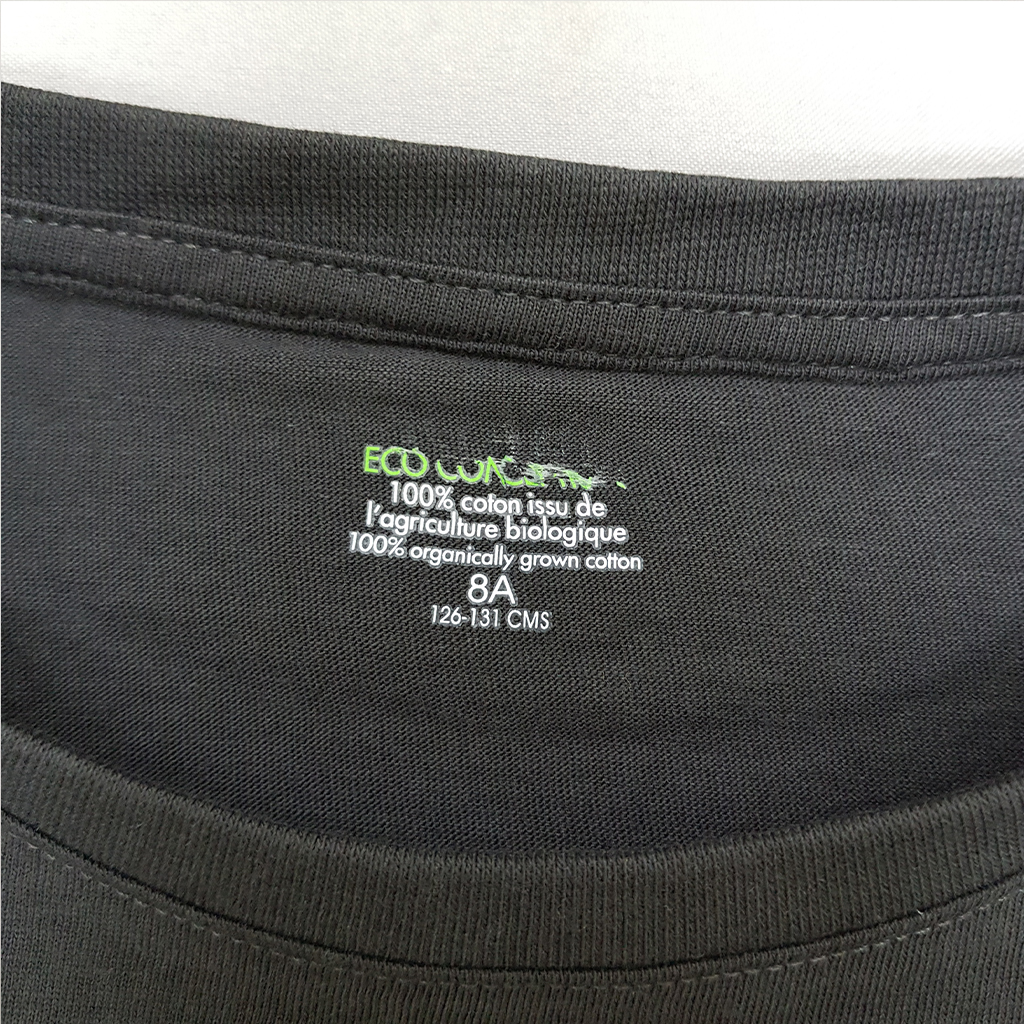 ECO
100% coton issu de
l'agriculture biologique
100% organically grown cotton
8A
126-131 CMS